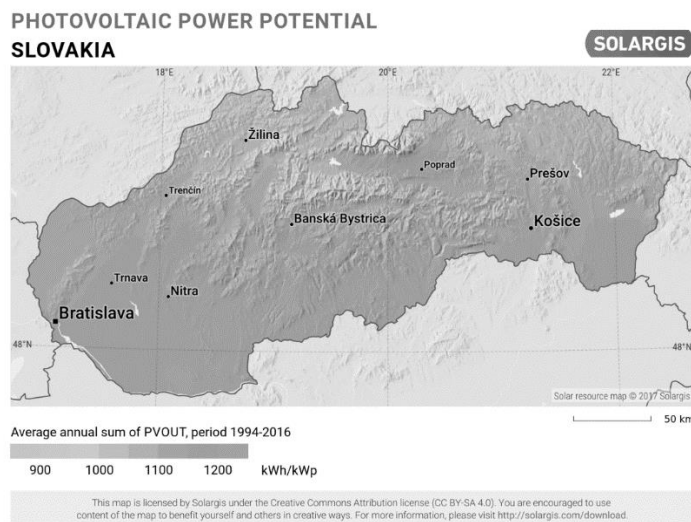 PHOTOVOLTAIC POWER POTENTIAL
SLOVAKIA
SOLARGIS
18°E
20°E
22°E
Žilina
Poprad
Prešov
Trenčín
Banská Bystrica
Košice
Trnava
Nitra
Bratislava
48°N
48°N
Solar resource map © 2017 Solargis
50 km
Average annual sum of PVOUT, period 1994-2016
900 1000 1100 1200 kWh/kWp
This map is licensed by Solargis under the Creative Commons Attribution license (CC BY-SA 4.0). You are encouraged to use
content of the map to benefit yourself and others in creative ways. For more information, please visit http://solargis.com/download.